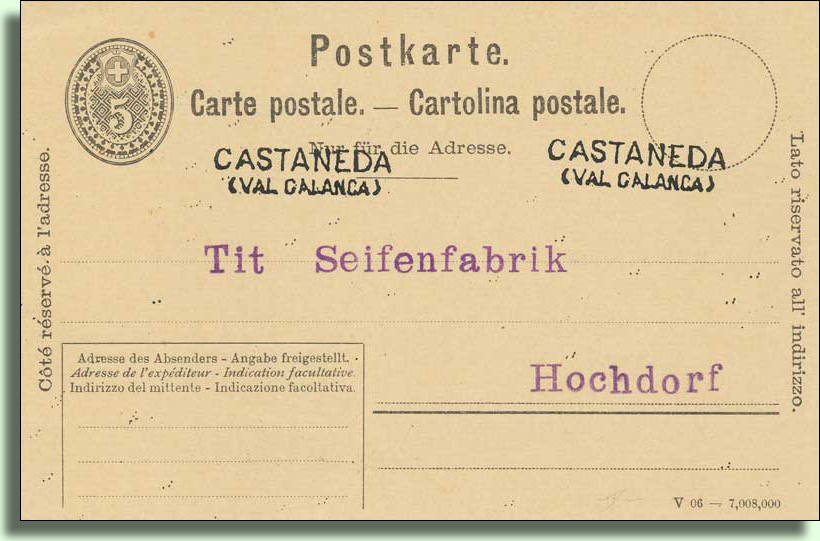 Postkarte.
5
Carte postale. — Cartolina postale.
Nur für die Adresse.
CASTANEDA
(VAL CALANCA)
CASTANEDA
(VAL CALANCA)
Côté réservé à l'adresse.
Lato riservato all' indirizzo.
Tit Seifenfabrik
Hochdorf
Adresse des Absenders - Angabe freigestellt.
Adresse de l'expéditeur - Indication facultative.
Indirizzo del mittente - Indicazione facoltativa.
V 06 — 7,008,000